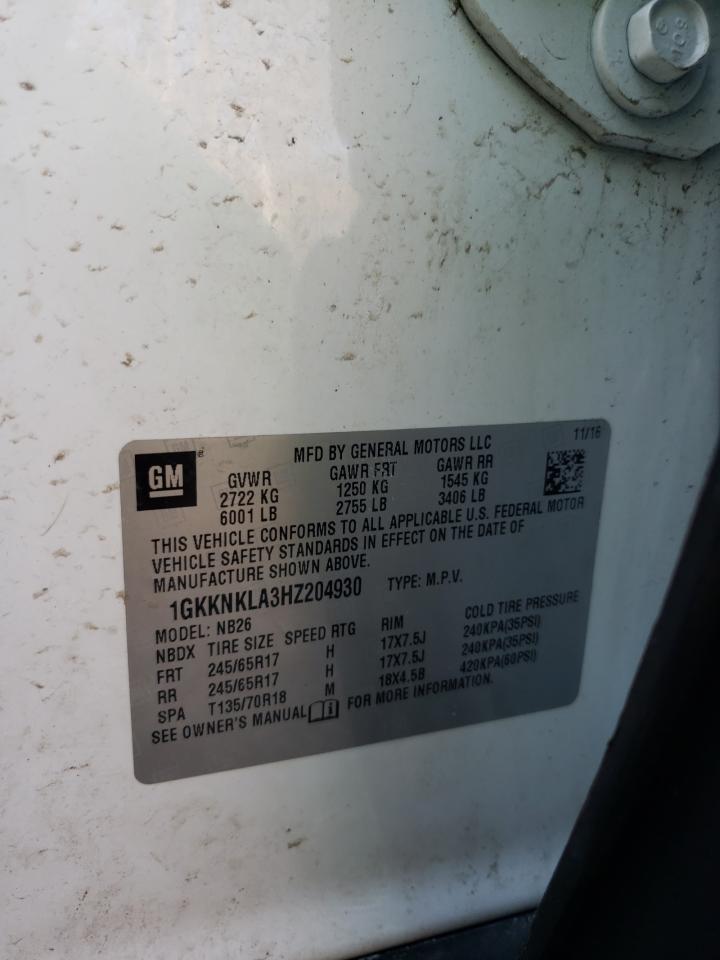 GM
®
MFD BY GENERAL MOTORS LLC 11/16
GVWR GAWR FRT GAWR RR
2722 KG 1250 KG 1545 KG
6001 LB 2755 LB 3406 LB
THIS VEHICLE CONFORMS TO ALL APPLICABLE U.S. FEDERAL MOTOR
VEHICLE SAFETY STANDARDS IN EFFECT ON THE DATE OF
MANUFACTURE SHOWN ABOVE.
1GKKNKLA3HZ204930 TYPE: M.P.V.
MODEL: NB26
NBDX TIRE SIZE SPEED RTG RIM COLD TIRE PRESSURE
FRT 245/65R17 H 17X7.5J 240KPA(35PSI)
RR 245/65R17 H 17X7.5J 240KPA(35PSI)
SPA T135/70R18 M 18X4.5B 420KPA(60PSI)
SEE OWNER'S MANUAL FOR MORE INFORMATION.